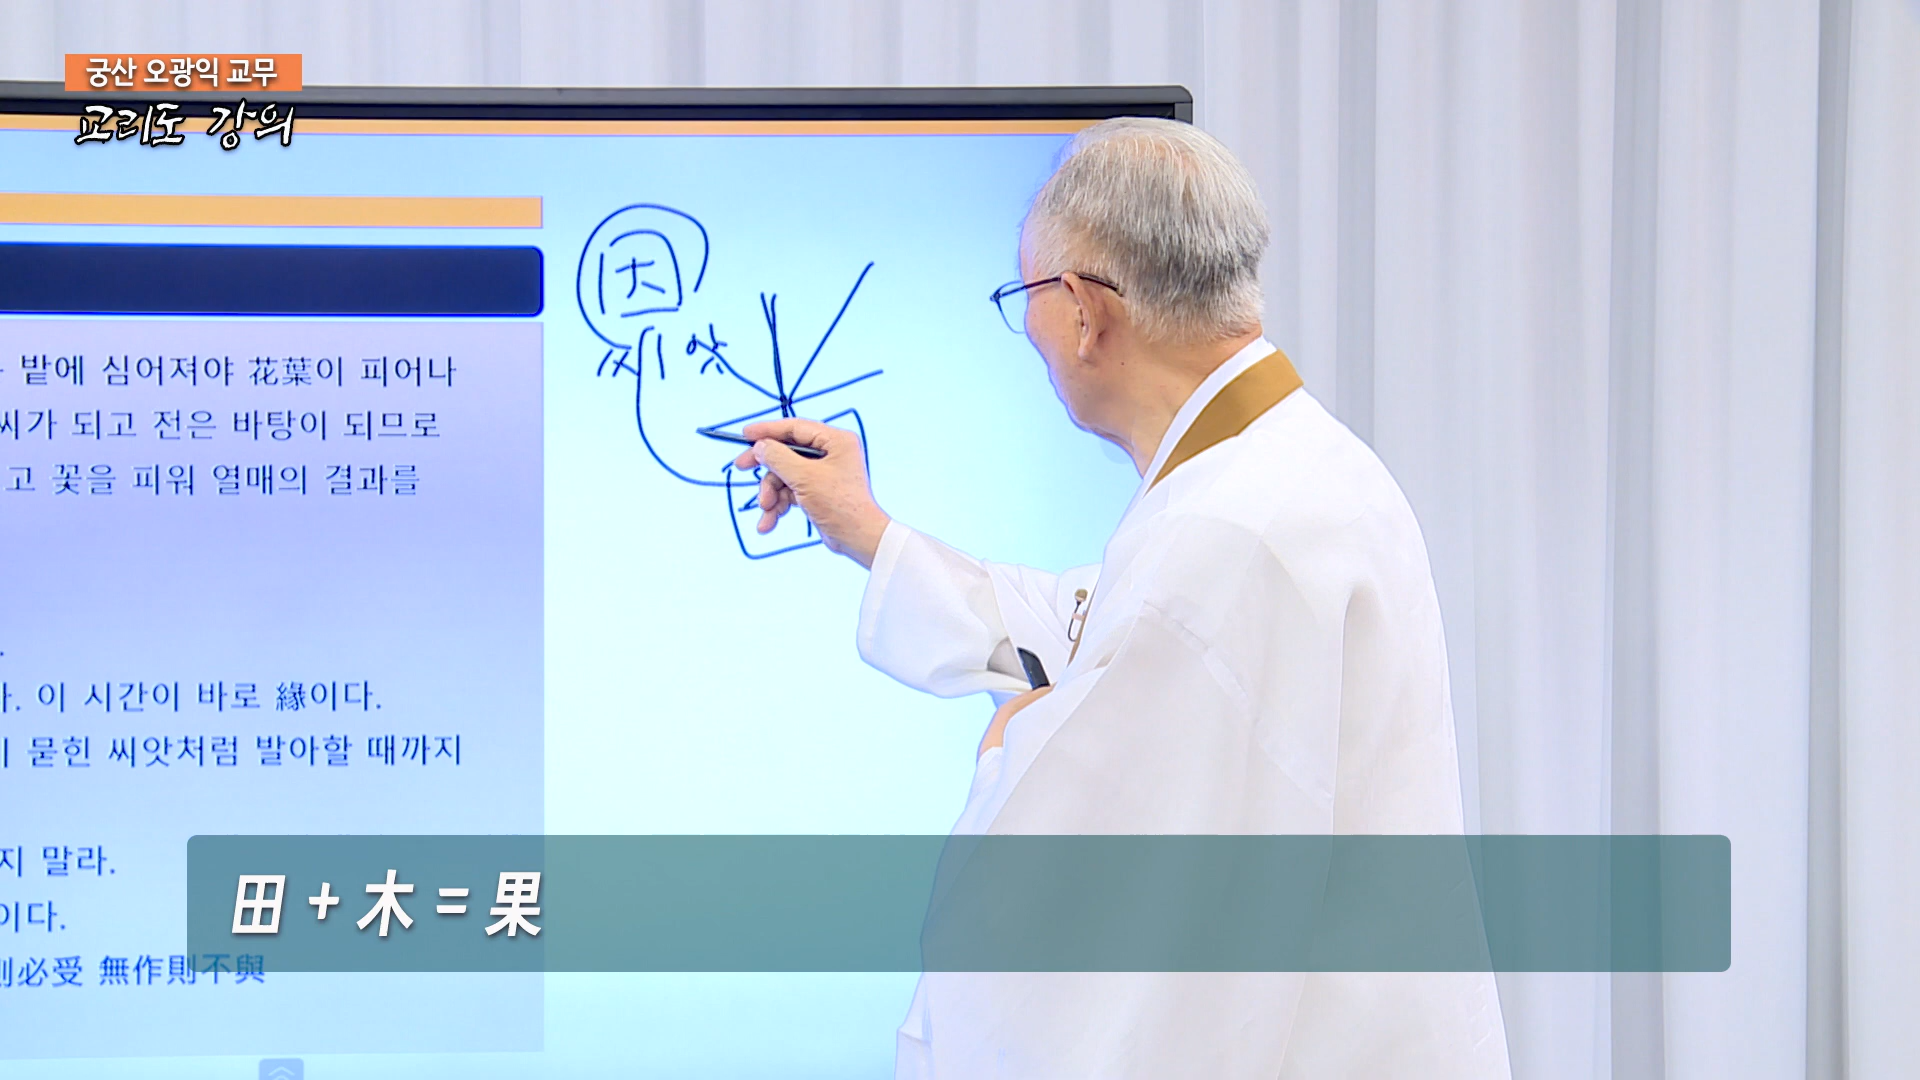 궁산 오광익 교무
교리도 강의
因
씨앗
밭에 심어져야 花葉이 피어나
씨가 되고 전은 바탕이 되므로
고 꽃을 피워 열매의 결과를
이 시간이 바로 緣이다.
묻힌 씨앗처럼 발아할 때까지
지 말라.
이다.
則必受 無作則不與
田 + 木 = 果